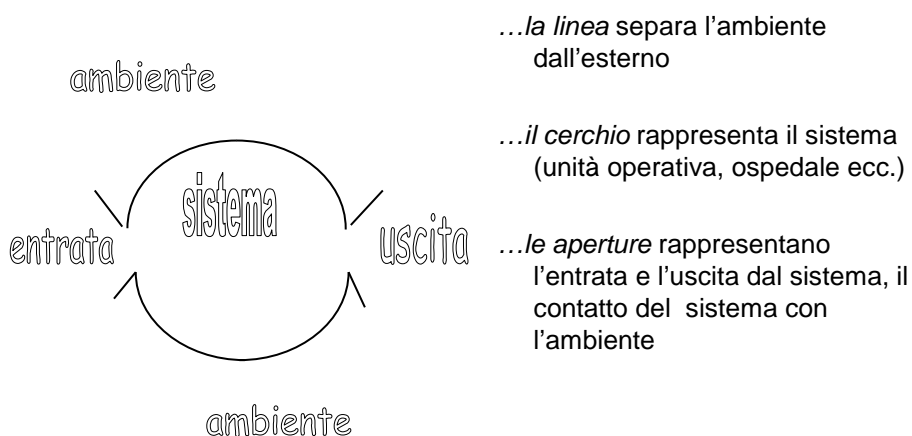 ambiente
sistema
entrata
uscita
ambiente
…la linea separa l’ambiente
dall’esterno
…il cerchio rappresenta il sistema
(unità operativa, ospedale ecc.)
…le aperture rappresentano
l’entrata e l’uscita dal sistema, il
contatto del sistema con
l’ambiente